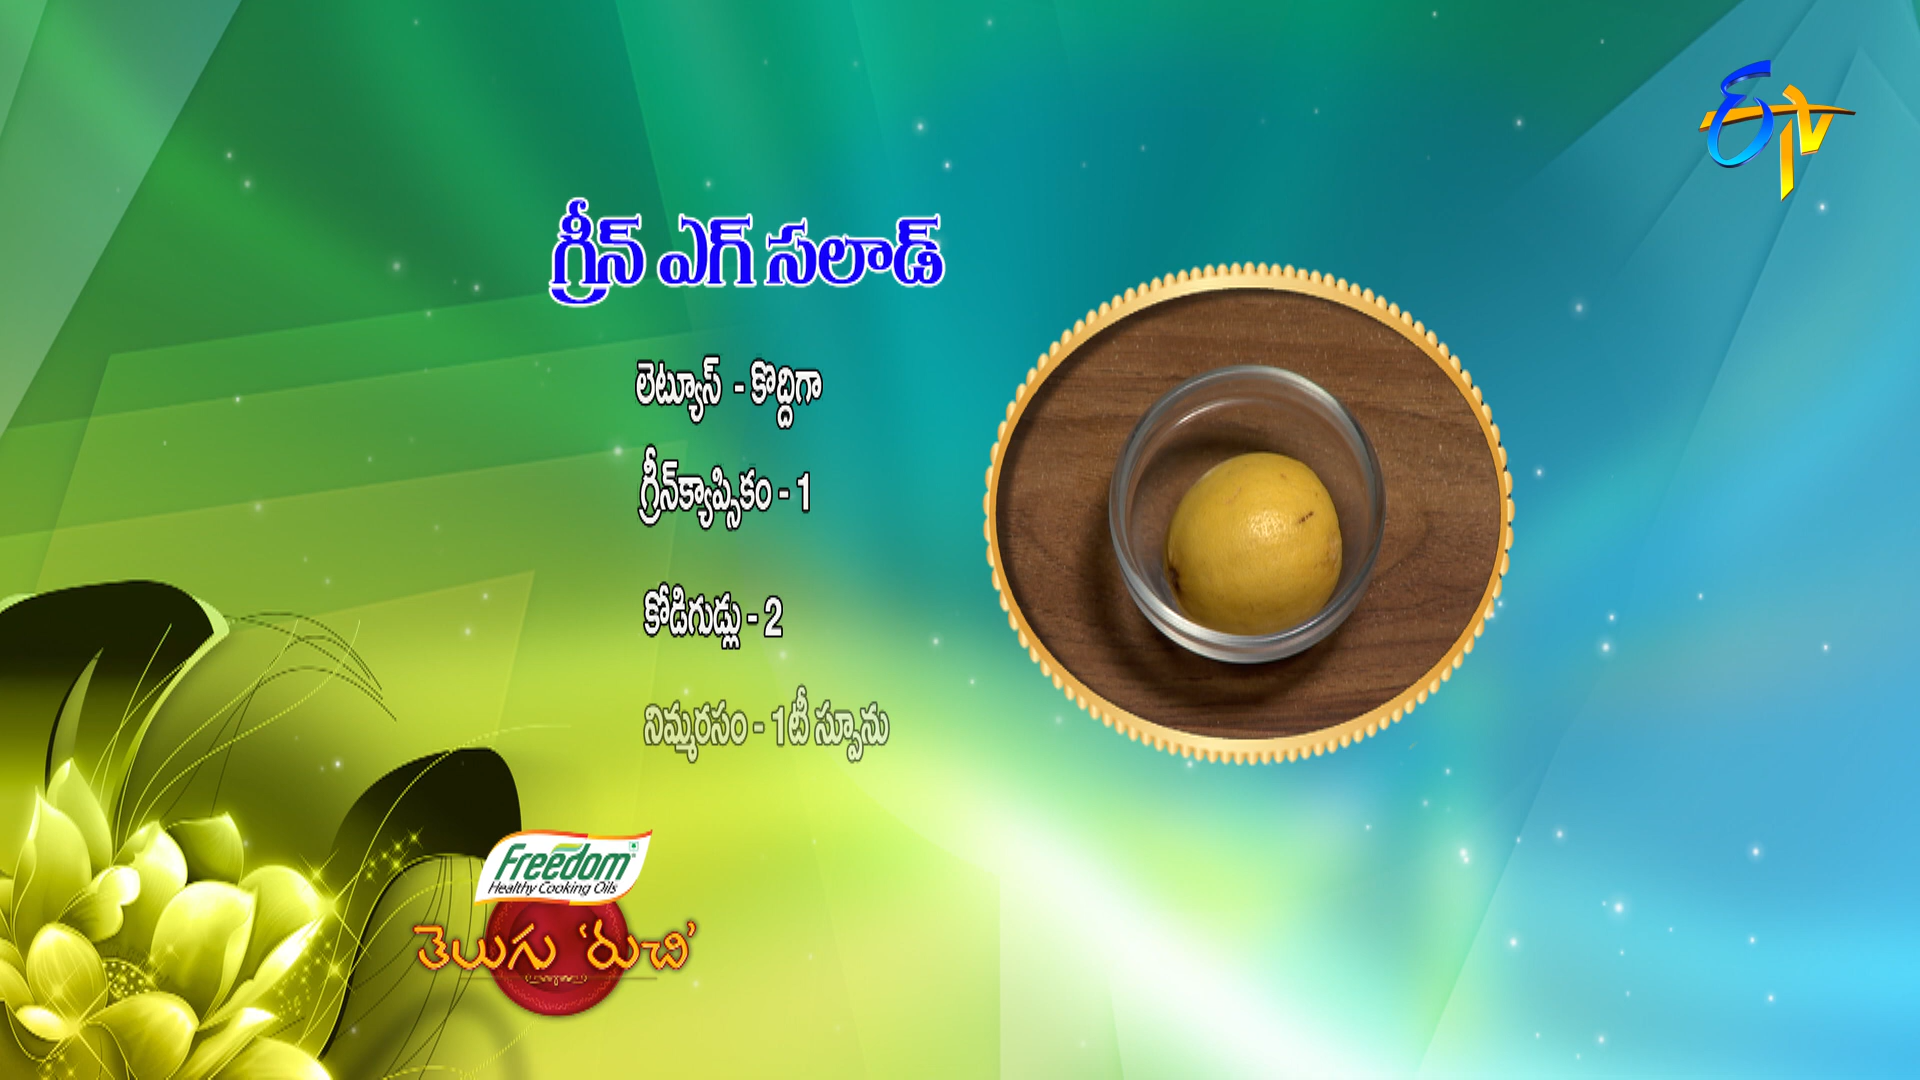 ETV
గ్రీన్ ఎగ్ సలాడ్
లెట్యూస్ - కొద్దిగా
గ్రీన్‌క్యాప్సికం - 1
కోడిగుడ్లు - 2
నిమ్మరసం - 1టీ స్పూను
Freedom
Healthy Cooking Oils
తెలుగు 'రుచి'